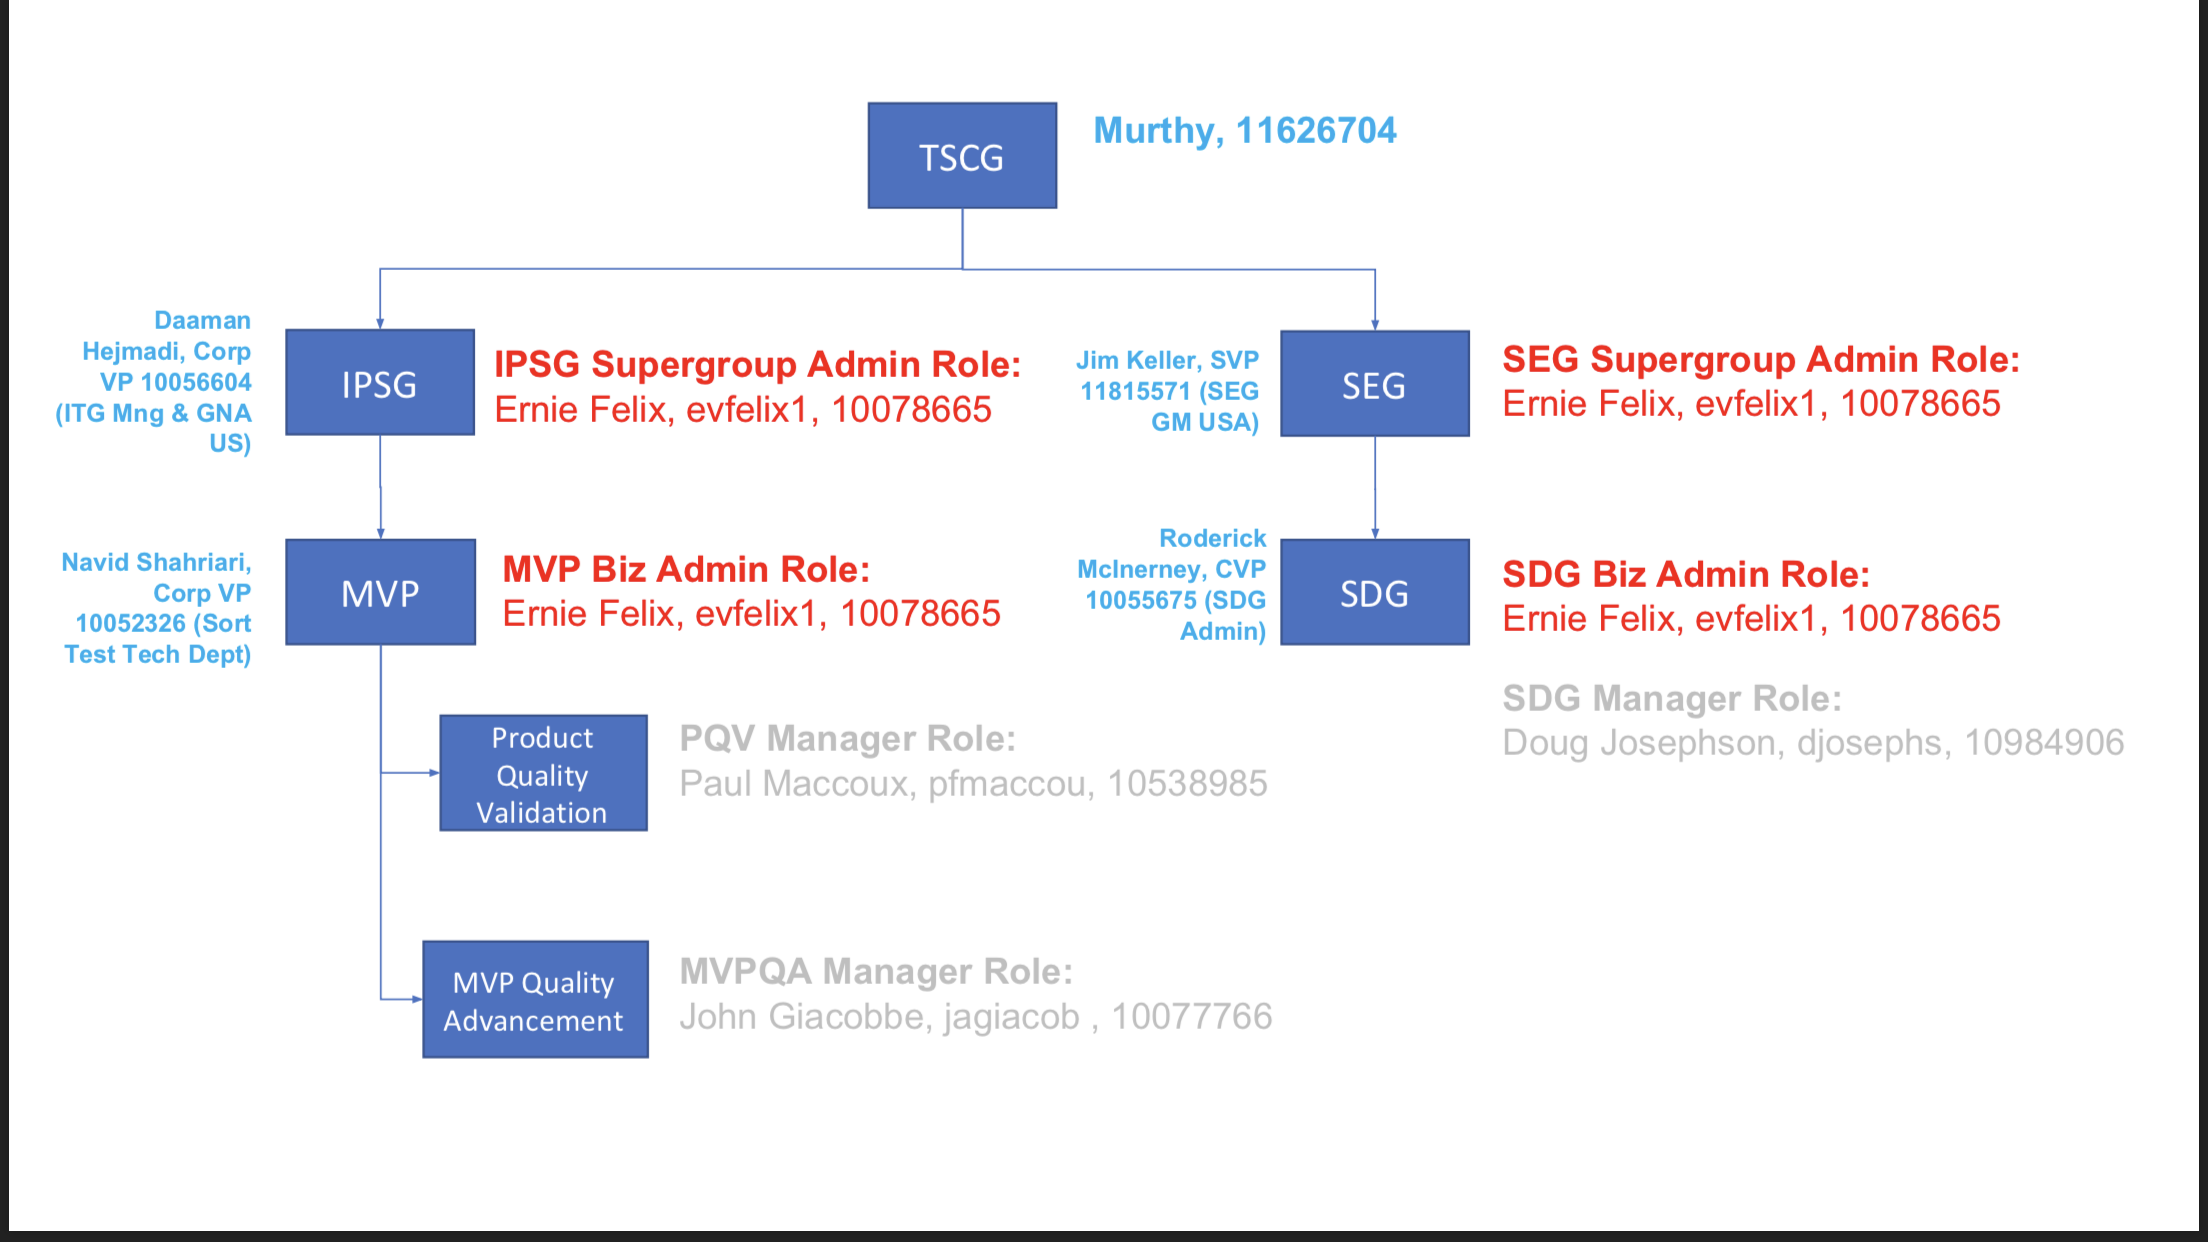 TSCG
Murthy, 11626704
Daaman
Hejmadi, Corp
VP 10056604
(ITG Mng & GNA
US)
IPSG
IPSG Supergroup Admin Role:
Ernie Felix, evfelix1, 10078665
Jim Keller, SVP
11815571 (SEG
GM USA)
SEG
SEG Supergroup Admin Role:
Ernie Felix, evfelix1, 10078665
Navid Shahriari,
Corp VP
10052326 (Sort
Test Tech Dept)
MVP
MVP Biz Admin Role:
Ernie Felix, evfelix1, 10078665
Roderick
McInerney, CVP
10055675 (SDG
Admin)
SDG
SDG Biz Admin Role:
Ernie Felix, evfelix1, 10078665
SDG Manager Role:
Doug Josephson, djosephs, 10984906
Product
Quality
Validation
PQV Manager Role:
Paul Maccoux, pfmaccou, 10538985
MVP Quality
Advancement
MVPQA Manager Role:
John Giacobbe, jagiacob , 10077766